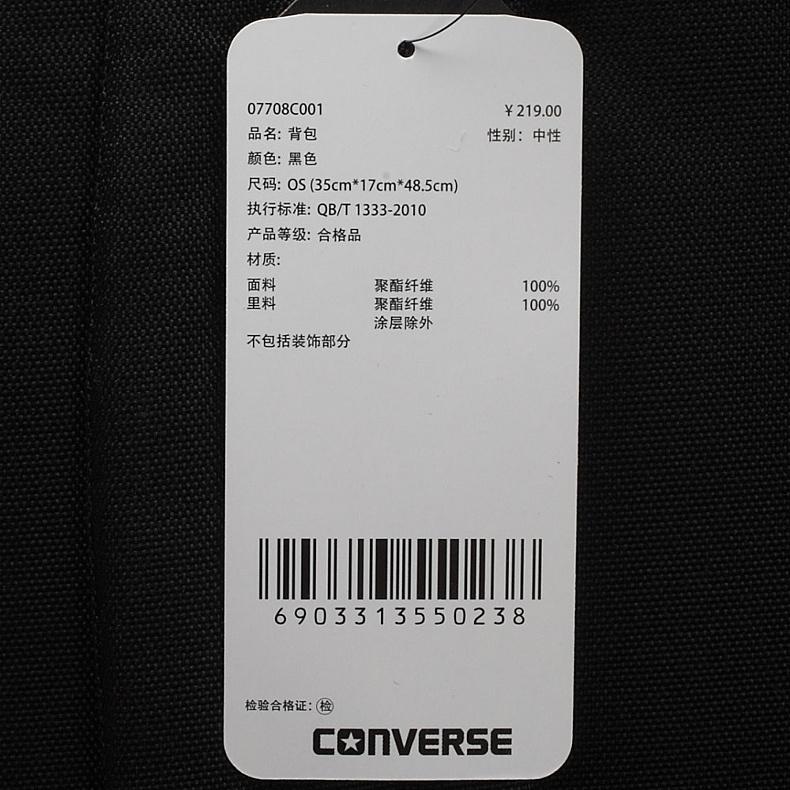 07708C001 ￥219.00
品名: 背包 性别: 中性
颜色: 黑色
尺码: OS (35cm*17cm*48.5cm)
执行标准: QB/T 1333-2010
产品等级: 合格品
材质:
面料 聚酯纤维 100%
里料 聚酯纤维 100%
涂层除外
不包括装饰部分
6903313550238
检验合格证: 检
CONVERSE